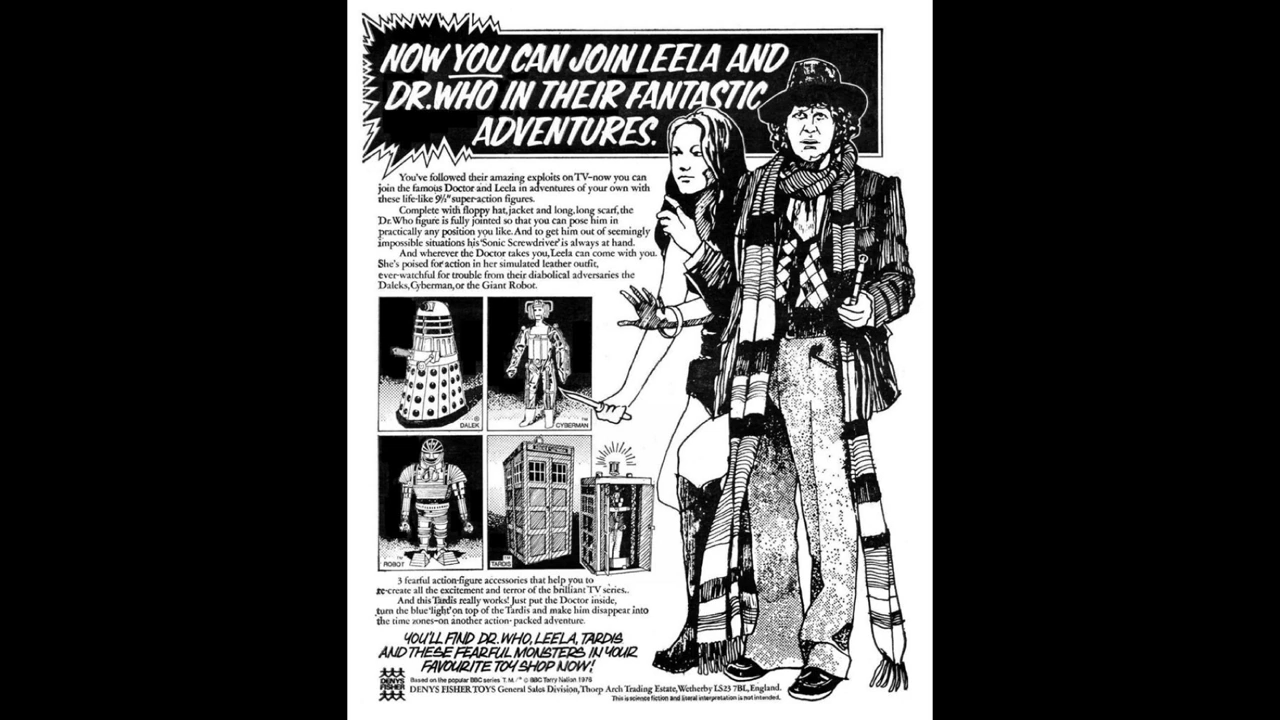 NOW YOU CAN JOIN LEELA AND
DR.WHO IN THEIR FANTASTIC
ADVENTURES.
You've followed their amazing exploits on TV-now you can
join the famous Doctor and Leela in adventures of your own with
these life-like 9½" super-action figures.
Complete with floppy hat, jacket and long, long scarf, the
Dr. Who figure is fully jointed so that you can pose him in
practically any position you like. And to get him out of seemingly
impossible situations his 'Sonic Screwdriver' is always at hand.
And wherever the Doctor takes you, Leela can come with you.
She's poised for action in her simulated leather outfit,
ever-watchful for trouble from their diabolical adversaries the
Daleks, Cyberman, or the Giant Robot.
© DALEK
™ CYBERMAN
™ ROBOT
™ TARDIS
3 fearful action-figure accessories that help you to
re-create all the excitement and terror of the brilliant TV series..
And this Tardis really works! Just put the Doctor inside,
turn the blue 'light' on top of the Tardis and make him disappear into
the time zones-on another action-packed adventure.
YOU'LL FIND DR. WHO, LEELA, TARDIS
AND THESE FEARFUL MONSTERS IN YOUR
FAVOURITE TOY SHOP NOW!
DENYS
FISHER
Based on the popular BBC series T.M./™ © BBC Terry Nation 1976
DENYS FISHER TOYS General Sales Division, Thorp Arch Trading Estate, Wetherby LS23 7BL, England.
This is science fiction and literal interpretation is not intended.